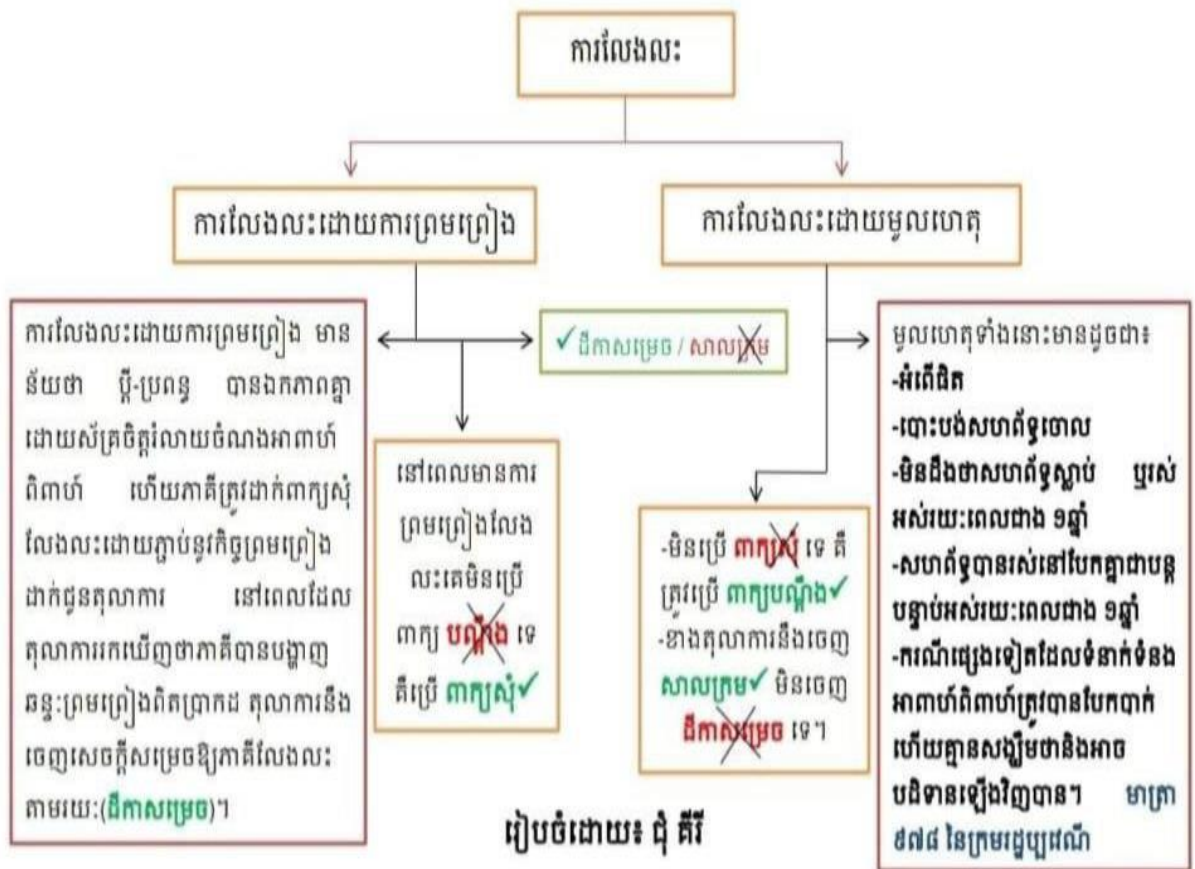 ការលែងលះ
ការលែងលះដោយការព្រមព្រៀង
ការលែងលះដោយមូលហេតុ
ការលែងលះដោយការព្រមព្រៀង មាន
ន័យថា ប្តី-ប្រពន្ធ បានឯកភាពគ្នា
ដោយស័គ្រចិត្តរំលាយចំណងអាពាហ៍
ពិពាហ៍ ហើយភាគីត្រូវដាក់ពាក្យសុំ
លែងលះដោយភ្ជាប់នូវកិច្ចព្រមព្រៀង
ដាក់ជូនតុលាការ នៅពេលដែល
តុលាការរកឃើញថាភាគីបានបង្ហាញ
ឆន្ទៈព្រមព្រៀងពិតប្រាកដ តុលាការនឹង
ចេញសេចក្តីសម្រេចឱ្យភាគីលែងលះ
តាមរយៈ(ដីកាសម្រេច)។
✓ ដីកាសម្រេច / សាលក្រម
នៅពេលមានការ
ព្រមព្រៀងលែង
លះគេមិនប្រើ
ពាក្យ បណ្តឹង ទេ
គឺប្រើ ពាក្យសុំ✓
-មិនប្រើ ពាក្យសុំ ទេ គឺ
ត្រូវប្រើ ពាក្យបណ្តឹង✓
-ខាងតុលាការនឹងចេញ
សាលក្រម✓ មិនចេញ
ដីកាសម្រេច ទេ។
មូលហេតុទាំងនោះមានដូចជា៖
-អំពើផិត
-បោះបង់សហព័ទ្ធចោល
-មិនដឹងថាសហព័ទ្ធស្លាប់ ឬរស់
អស់រយៈពេលជាង ១ឆ្នាំ
-សហព័ទ្ធបានរស់នៅបែកគ្នាជាបន្ត
បន្ទាប់អស់រយៈពេលជាង ១ឆ្នាំ
-ករណីផ្សេងទៀតដែលទំនាក់ទំនង
អាពាហ៍ពិពាហ៍ត្រូវបានបែកបាក់
ហើយគ្មានសង្ឃឹមថានិងអាច
បដិទានឡើងវិញបាន។ មាត្រា
៩៧៨ នៃក្រមរដ្ឋប្បវេណី
រៀបចំដោយ៖ ជុំ គីរី